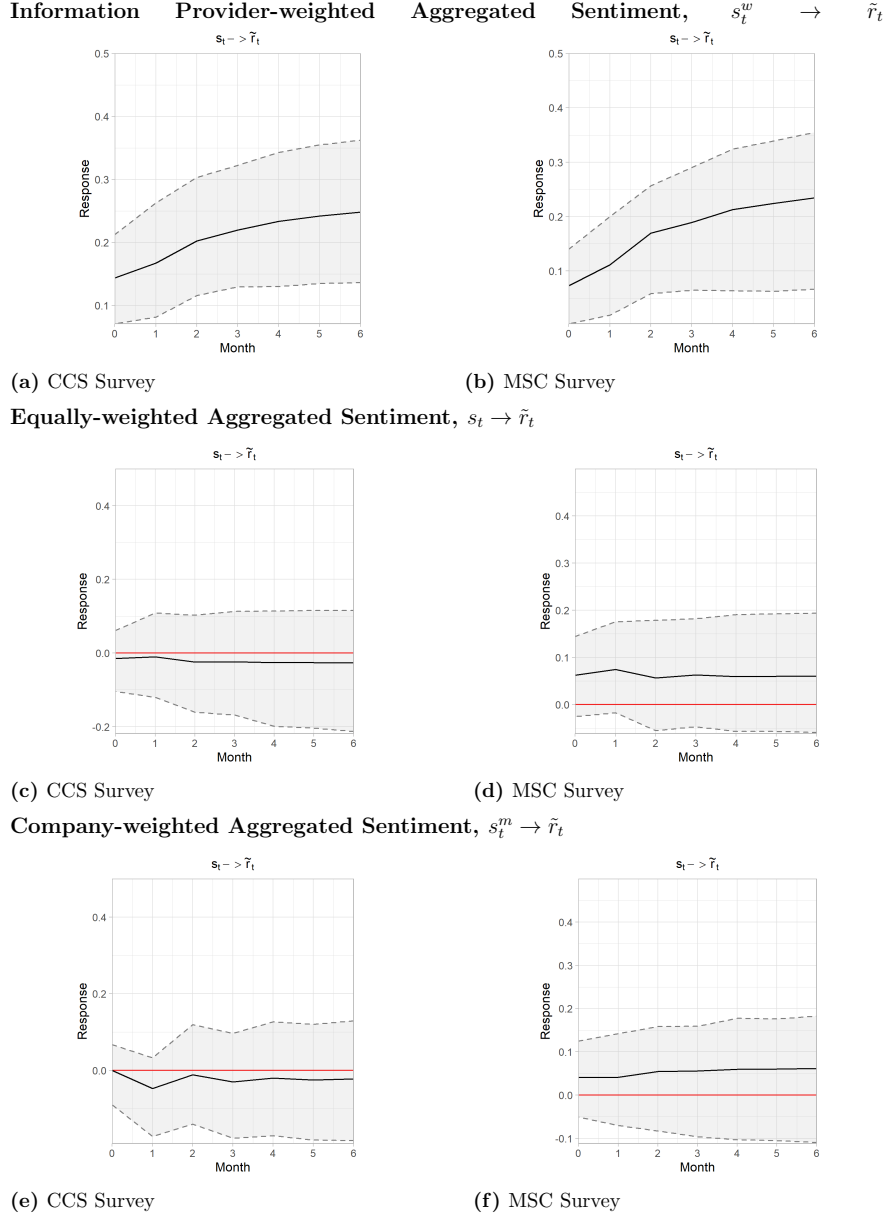 Information Provider-weighted Aggregated Sentiment, s_t^w → r̃_t
s_t −> r̃_t
s_t −> r̃_t
0.5
0.4
0.3
0.2
0.1
Response
0 1 2 3 4 5 6
Month
0.5
0.4
0.3
0.2
0.1
Response
0 1 2 3 4 5 6
Month
(a) CCS Survey
(b) MSC Survey
Equally-weighted Aggregated Sentiment, s_t → r̃_t
s_t −> r̃_t
s_t −> r̃_t
0.4
0.2
0.0
-0.2
Response
0 1 2 3 4 5 6
Month
0.4
0.3
0.2
0.1
0.0
Response
0 1 2 3 4 5 6
Month
(c) CCS Survey
(d) MSC Survey
Company-weighted Aggregated Sentiment, s_t^m → r̃_t
s_t −> r̃_t
s_t −> r̃_t
0.4
0.2
0.0
Response
0 1 2 3 4 5 6
Month
0.4
0.3
0.2
0.1
0.0
-0.1
Response
0 1 2 3 4 5 6
Month
(e) CCS Survey
(f) MSC Survey